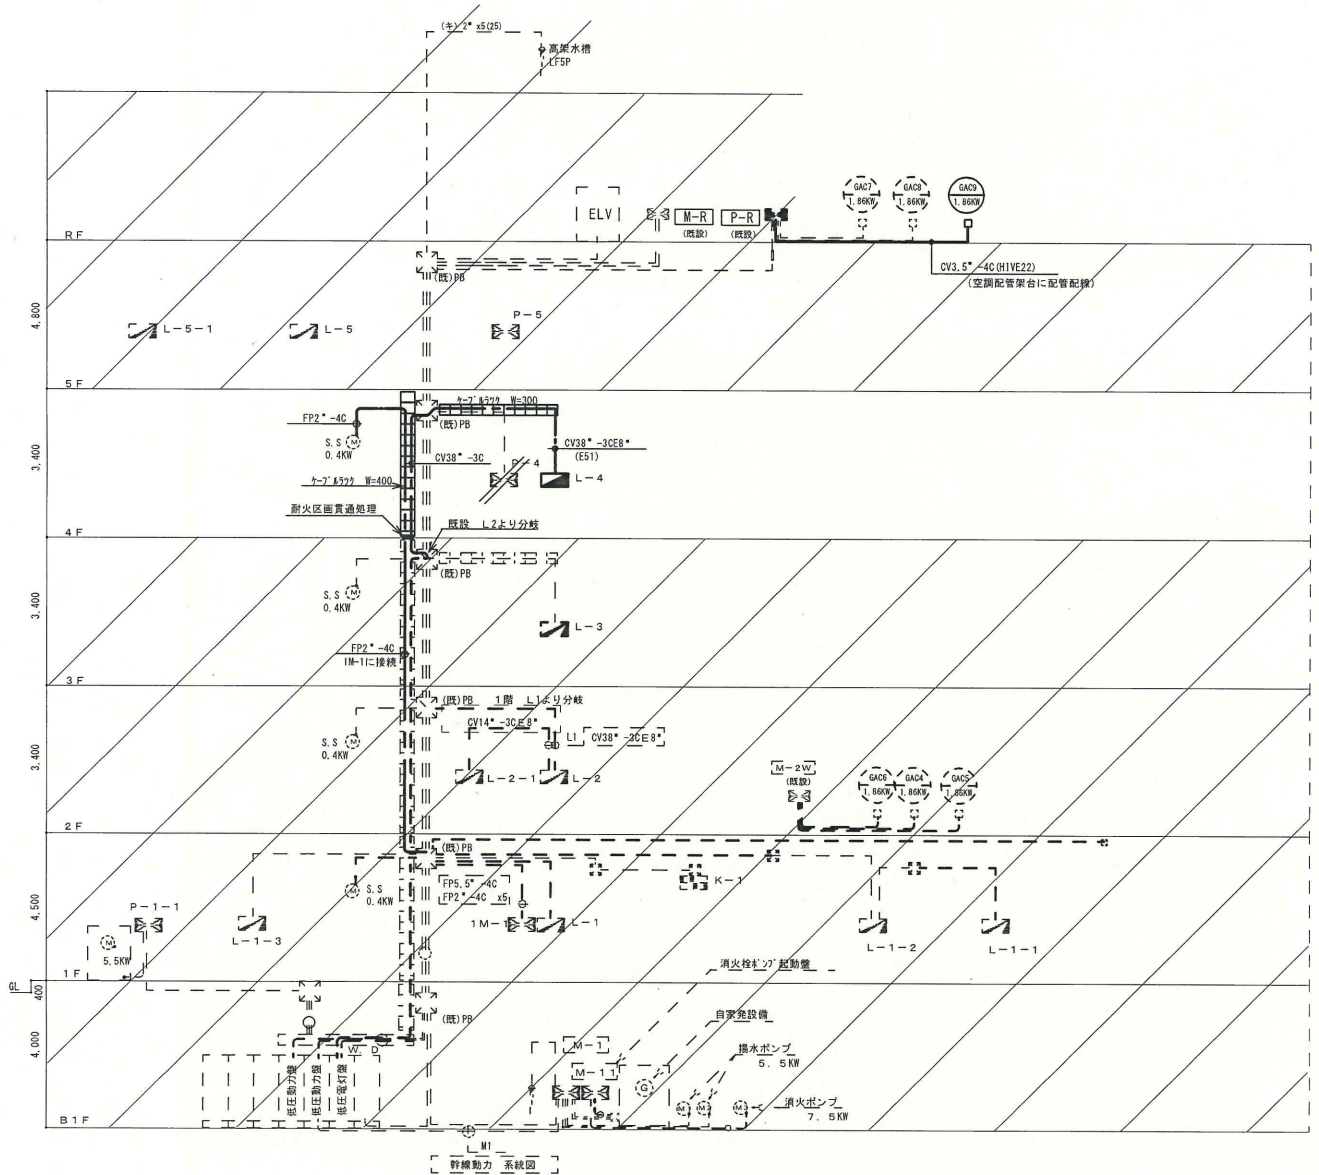 (キ) 2° x5(25)
高架水槽
LF5P
GAC7
1.86KW
GAC8
1.86KW
GAC9
1.86KW
ELV
M-R
(既設)
P-R
(既設)
RF
(既)PB
CV3.5°-4C(HIVE22)
(空調配管架台に配管配線)
4.800
L-5-1
L-5
P-5
5F
ケーブルラック W=300
FP2°-4C
(既)PB
S.S
M
0.4KW
CV38°-3CE8°
(E51)
3.400
CV38°-3C
P-4
L-4
ケーブルラック W=400
耐火区画貫通処理
既設 L2より分岐
4F
(既)PB
S.S
M
0.4KW
3.400
L-3
FP2°-4C
1M-1に接続
3F
(既)PB
1階 L1より分岐
CV14°-3CE8°
L1
CV38°-3CE8°
S.S
M
0.4KW
3.400
L-2-1
L-2
M-2W
(既設)
GAC6
1.86KW
GAC4
1.86KW
GAC5
1.86KW
2F
(既)PB
S.S
M
0.4KW
FP5.5°-4C
FP2°-4C x5
K-1
4.500
P-1-1
M
5.5KW
L-1-3
1M-1
L-1
L-1-2
L-1-1
消火栓ポンプ起動盤
1F
GL
400
(既)PB
自家発設備
4.000
W. D
M-1
揚水ポンプ
5.5KW
M-11
G
低圧動力盤
低圧動力盤
低圧電灯盤
M
M
M
消火ポンプ
7.5KW
B1F
M1
幹線動力 系統図